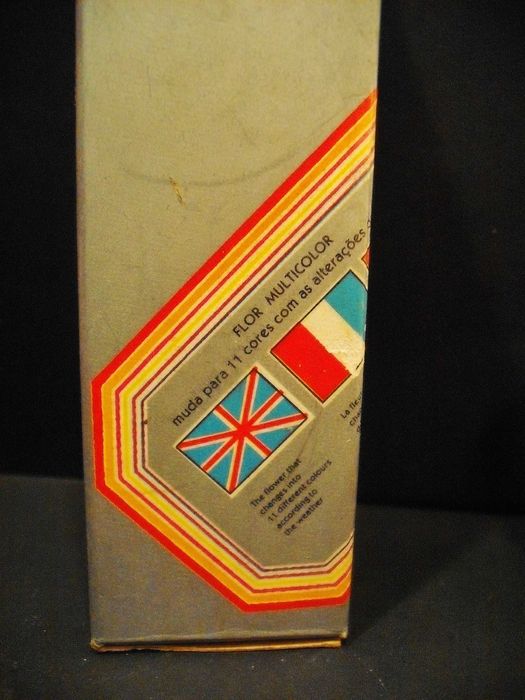 FLOR MULTICOLOR
muda para 11 cores com as alterações
The flower that
changes into
11 different colours
according to
the weather
La